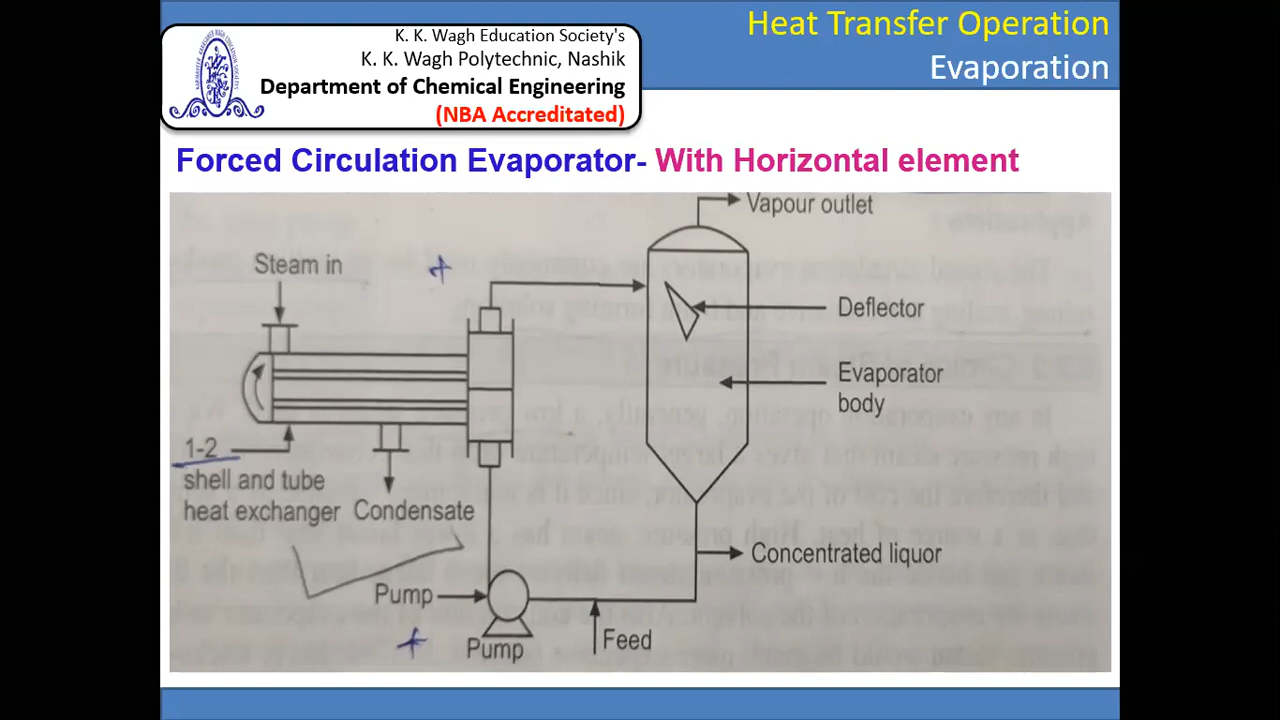 Heat Transfer Operation
Evaporation
K. K. Wagh Education Society's
K. K. Wagh Polytechnic, Nashik
Department of Chemical Engineering
(NBA Accreditated)
Forced Circulation Evaporator- With Horizontal element
Vapour outlet
Steam in
Deflector
Evaporator
body
1-2
shell and tube
heat exchanger
Condensate
Concentrated liquor
Pump
Feed
Pump